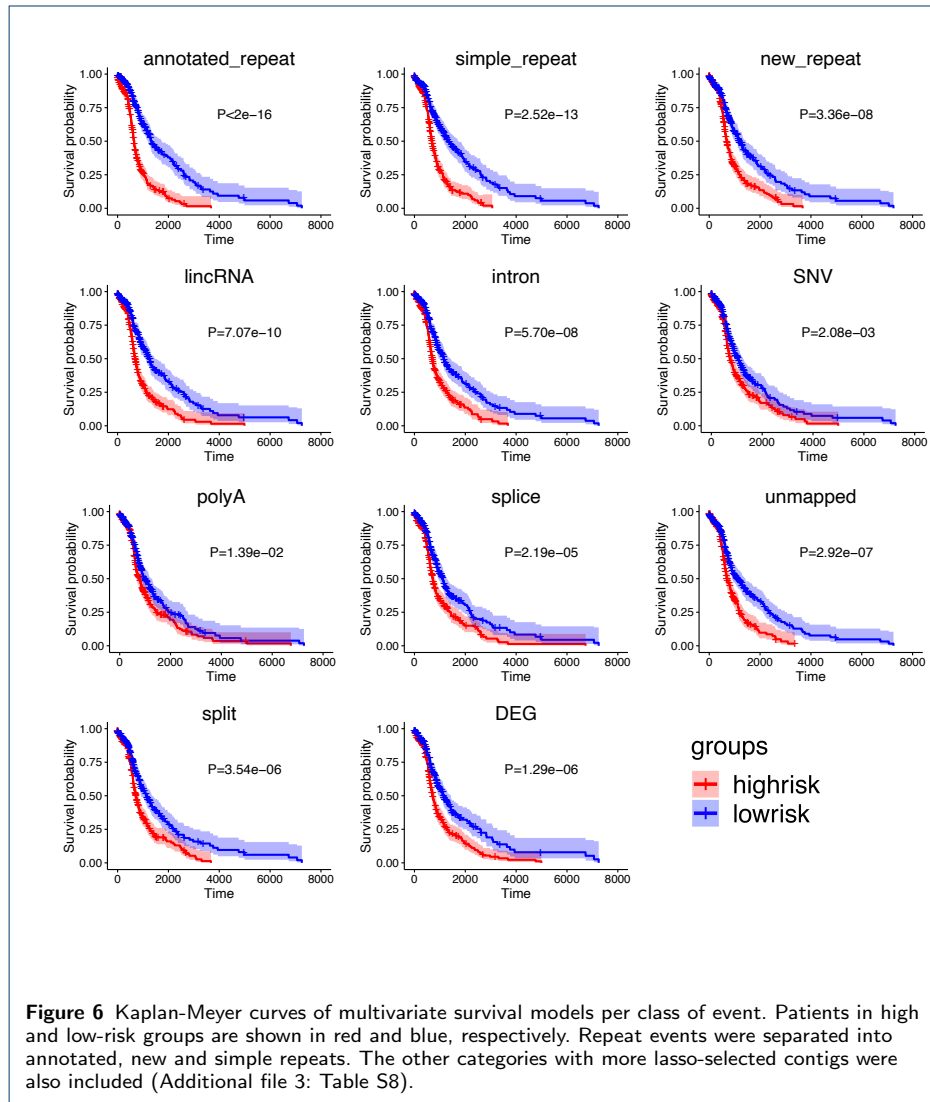 annotated_repeat
1.00
0.75
0.50
0.25
0.00
Survival probability
P<2e−16
0 2000 4000 6000 8000
Time
simple_repeat
1.00
0.75
0.50
0.25
0.00
Survival probability
P=2.52e−13
0 2000 4000 6000 8000
Time
new_repeat
1.00
0.75
0.50
0.25
0.00
Survival probability
P=3.36e−08
0 2000 4000 6000 8000
Time
lincRNA
1.00
0.75
0.50
0.25
0.00
Survival probability
P=7.07e−10
0 2000 4000 6000 8000
Time
intron
1.00
0.75
0.50
0.25
0.00
Survival probability
P=5.70e−08
0 2000 4000 6000 8000
Time
SNV
1.00
0.75
0.50
0.25
0.00
Survival probability
P=2.08e−03
0 2000 4000 6000 8000
Time
polyA
1.00
0.75
0.50
0.25
0.00
Survival probability
P=1.39e−02
0 2000 4000 6000 8000
Time
splice
1.00
0.75
0.50
0.25
0.00
Survival probability
P=2.19e−05
0 2000 4000 6000 8000
Time
unmapped
1.00
0.75
0.50
0.25
0.00
Survival probability
P=2.92e−07
0 2000 4000 6000 8000
Time
split
1.00
0.75
0.50
0.25
0.00
Survival probability
P=3.54e−06
0 2000 4000 6000 8000
Time
DEG
1.00
0.75
0.50
0.25
0.00
Survival probability
P=1.29e−06
0 2000 4000 6000 8000
Time
groups
highrisk
lowrisk
Figure 6 Kaplan-Meyer curves of multivariate survival models per class of event. Patients in high
and low-risk groups are shown in red and blue, respectively. Repeat events were separated into
annotated, new and simple repeats. The other categories with more lasso-selected contigs were
also included (Additional file 3: Table S8).